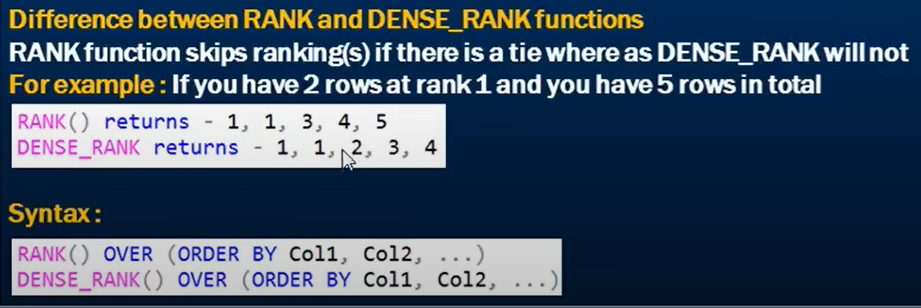 Difference between RANK and DENSE_RANK functions
RANK function skips ranking(s) if there is a tie where as DENSE_RANK will not
For example : If you have 2 rows at rank 1 and you have 5 rows in total
RANK() returns - 1, 1, 3, 4, 5
DENSE_RANK returns - 1, 1, 2, 3, 4
Syntax :
RANK() OVER (ORDER BY Col1, Col2, ...)
DENSE_RANK() OVER (ORDER BY Col1, Col2, ...)